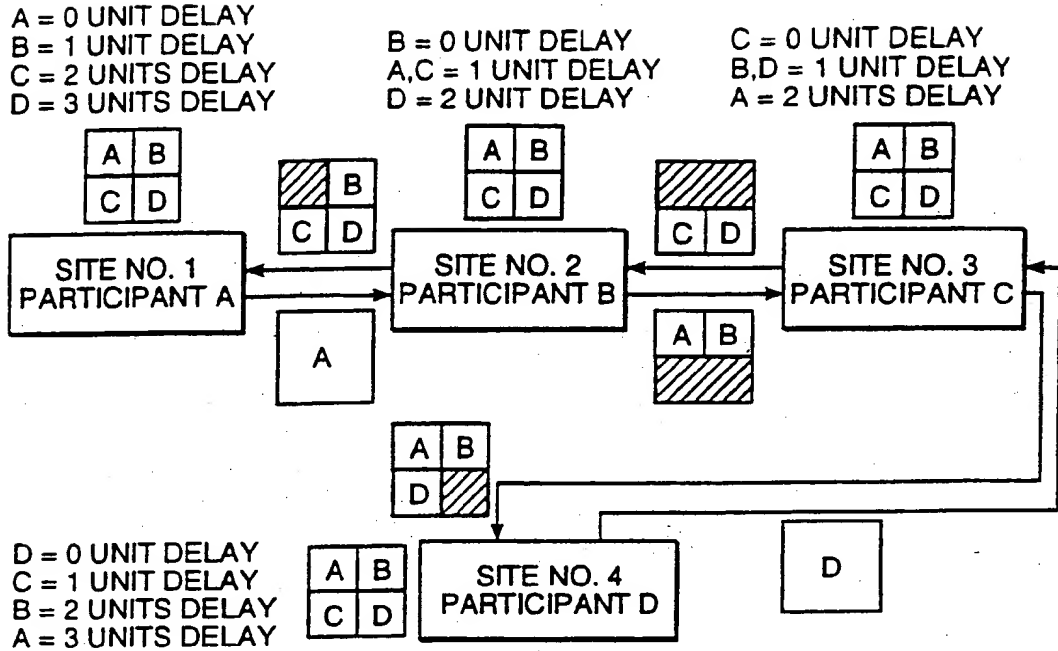 A = 0 UNIT DELAY
B = 1 UNIT DELAY
C = 2 UNITS DELAY
D = 3 UNITS DELAY
B = 0 UNIT DELAY
A,C = 1 UNIT DELAY
D = 2 UNIT DELAY
C = 0 UNIT DELAY
B,D = 1 UNIT DELAY
A = 2 UNITS DELAY
A B
C D
B
C D
A B
C D
C D
A B
C D
SITE NO. 1
PARTICIPANT A
SITE NO. 2
PARTICIPANT B
SITE NO. 3
PARTICIPANT C
A
A B
A B
D
D = 0 UNIT DELAY
C = 1 UNIT DELAY
B = 2 UNITS DELAY
A = 3 UNITS DELAY
A B
C D
SITE NO. 4
PARTICIPANT D
D